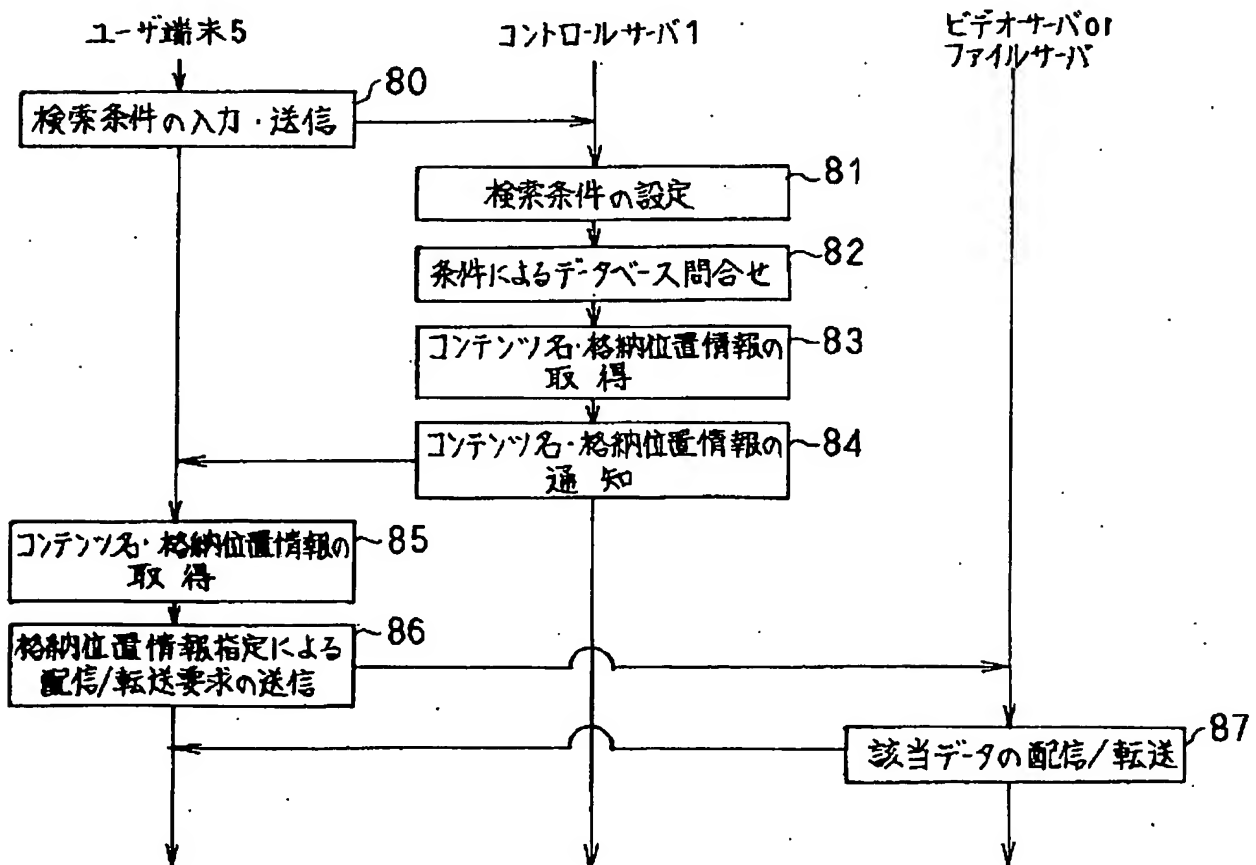 ユーザ端末5
コントロールサーバ1
ビデオサーバor
ファイルサーバ
80
検索条件の入力・送信
81
検索条件の設定
82
条件によるデータベース問合せ
83
コンテンツ名・格納位置情報の
取得
84
コンテンツ名・格納位置情報の
通知
85
コンテンツ名・格納位置情報の
取得
86
格納位置情報指定による
配信/転送要求の送信
87
該当データの配信/転送